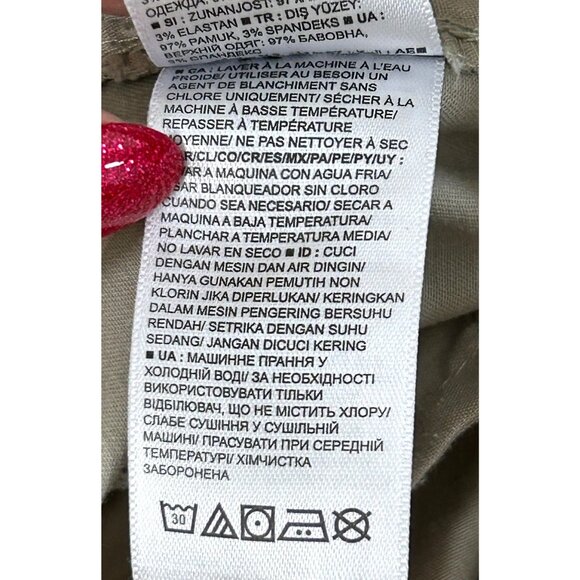 ■ SI : ZUNANJOST: 97%
3% ELASTAN ■ TR : DIŞ YÜZEY:
97% PAMUK, 3% SPANDEKS ■ UA :
ВЕРХНІЙ ОДЯГ: 97% БАВОВНА,
■ CA : LAVER À LA MACHINE À L'EAU
FROIDE/ UTILISER AU BESOIN UN
AGENT DE BLANCHIMENT SANS
CHLORE UNIQUEMENT/ SÉCHER À LA
MACHINE À BASSE TEMPÉRATURE/
REPASSER À TEMPÉRATURE
MOYENNE/ NE PAS NETTOYER À SEC
/CL/CO/CR/ES/MX/PA/PE/PY/UY :
A MAQUINA CON AGUA FRIA/
BLANQUEADOR SIN CLORO
CUANDO SEA NECESARIO/ SECAR A
MAQUINA A BAJA TEMPERATURA/
PLANCHAR A TEMPERATURA MEDIA/
NO LAVAR EN SECO ■ ID : CUCI
DENGAN MESIN DAN AIR DINGIN/
HANYA GUNAKAN PEMUTIH NON
KLORIN JIKA DIPERLUKAN/ KERINGKAN
DALAM MESIN PENGERING BERSUHU
RENDAH/ SETRIKA DENGAN SUHU
SEDANG/ JANGAN DICUCI KERING
■ UA : МАШИННЕ ПРАННЯ У
ХОЛОДНІЙ ВОДІ/ ЗА НЕОБХІДНОСТІ
ВИКОРИСТОВУВАТИ ТІЛЬКИ
ВІДБІЛЮВАЧ, ЩО НЕ МІСТИТЬ ХЛОРУ/
СЛАБЕ СУШІННЯ У СУШІЛЬНІЙ
МАШИНІ/ ПРАСУВАТИ ПРИ СЕРЕДНІЙ
ТЕМПЕРАТУРІ/ ХІМЧИСТКА
ЗАБОРОНЕНА
30